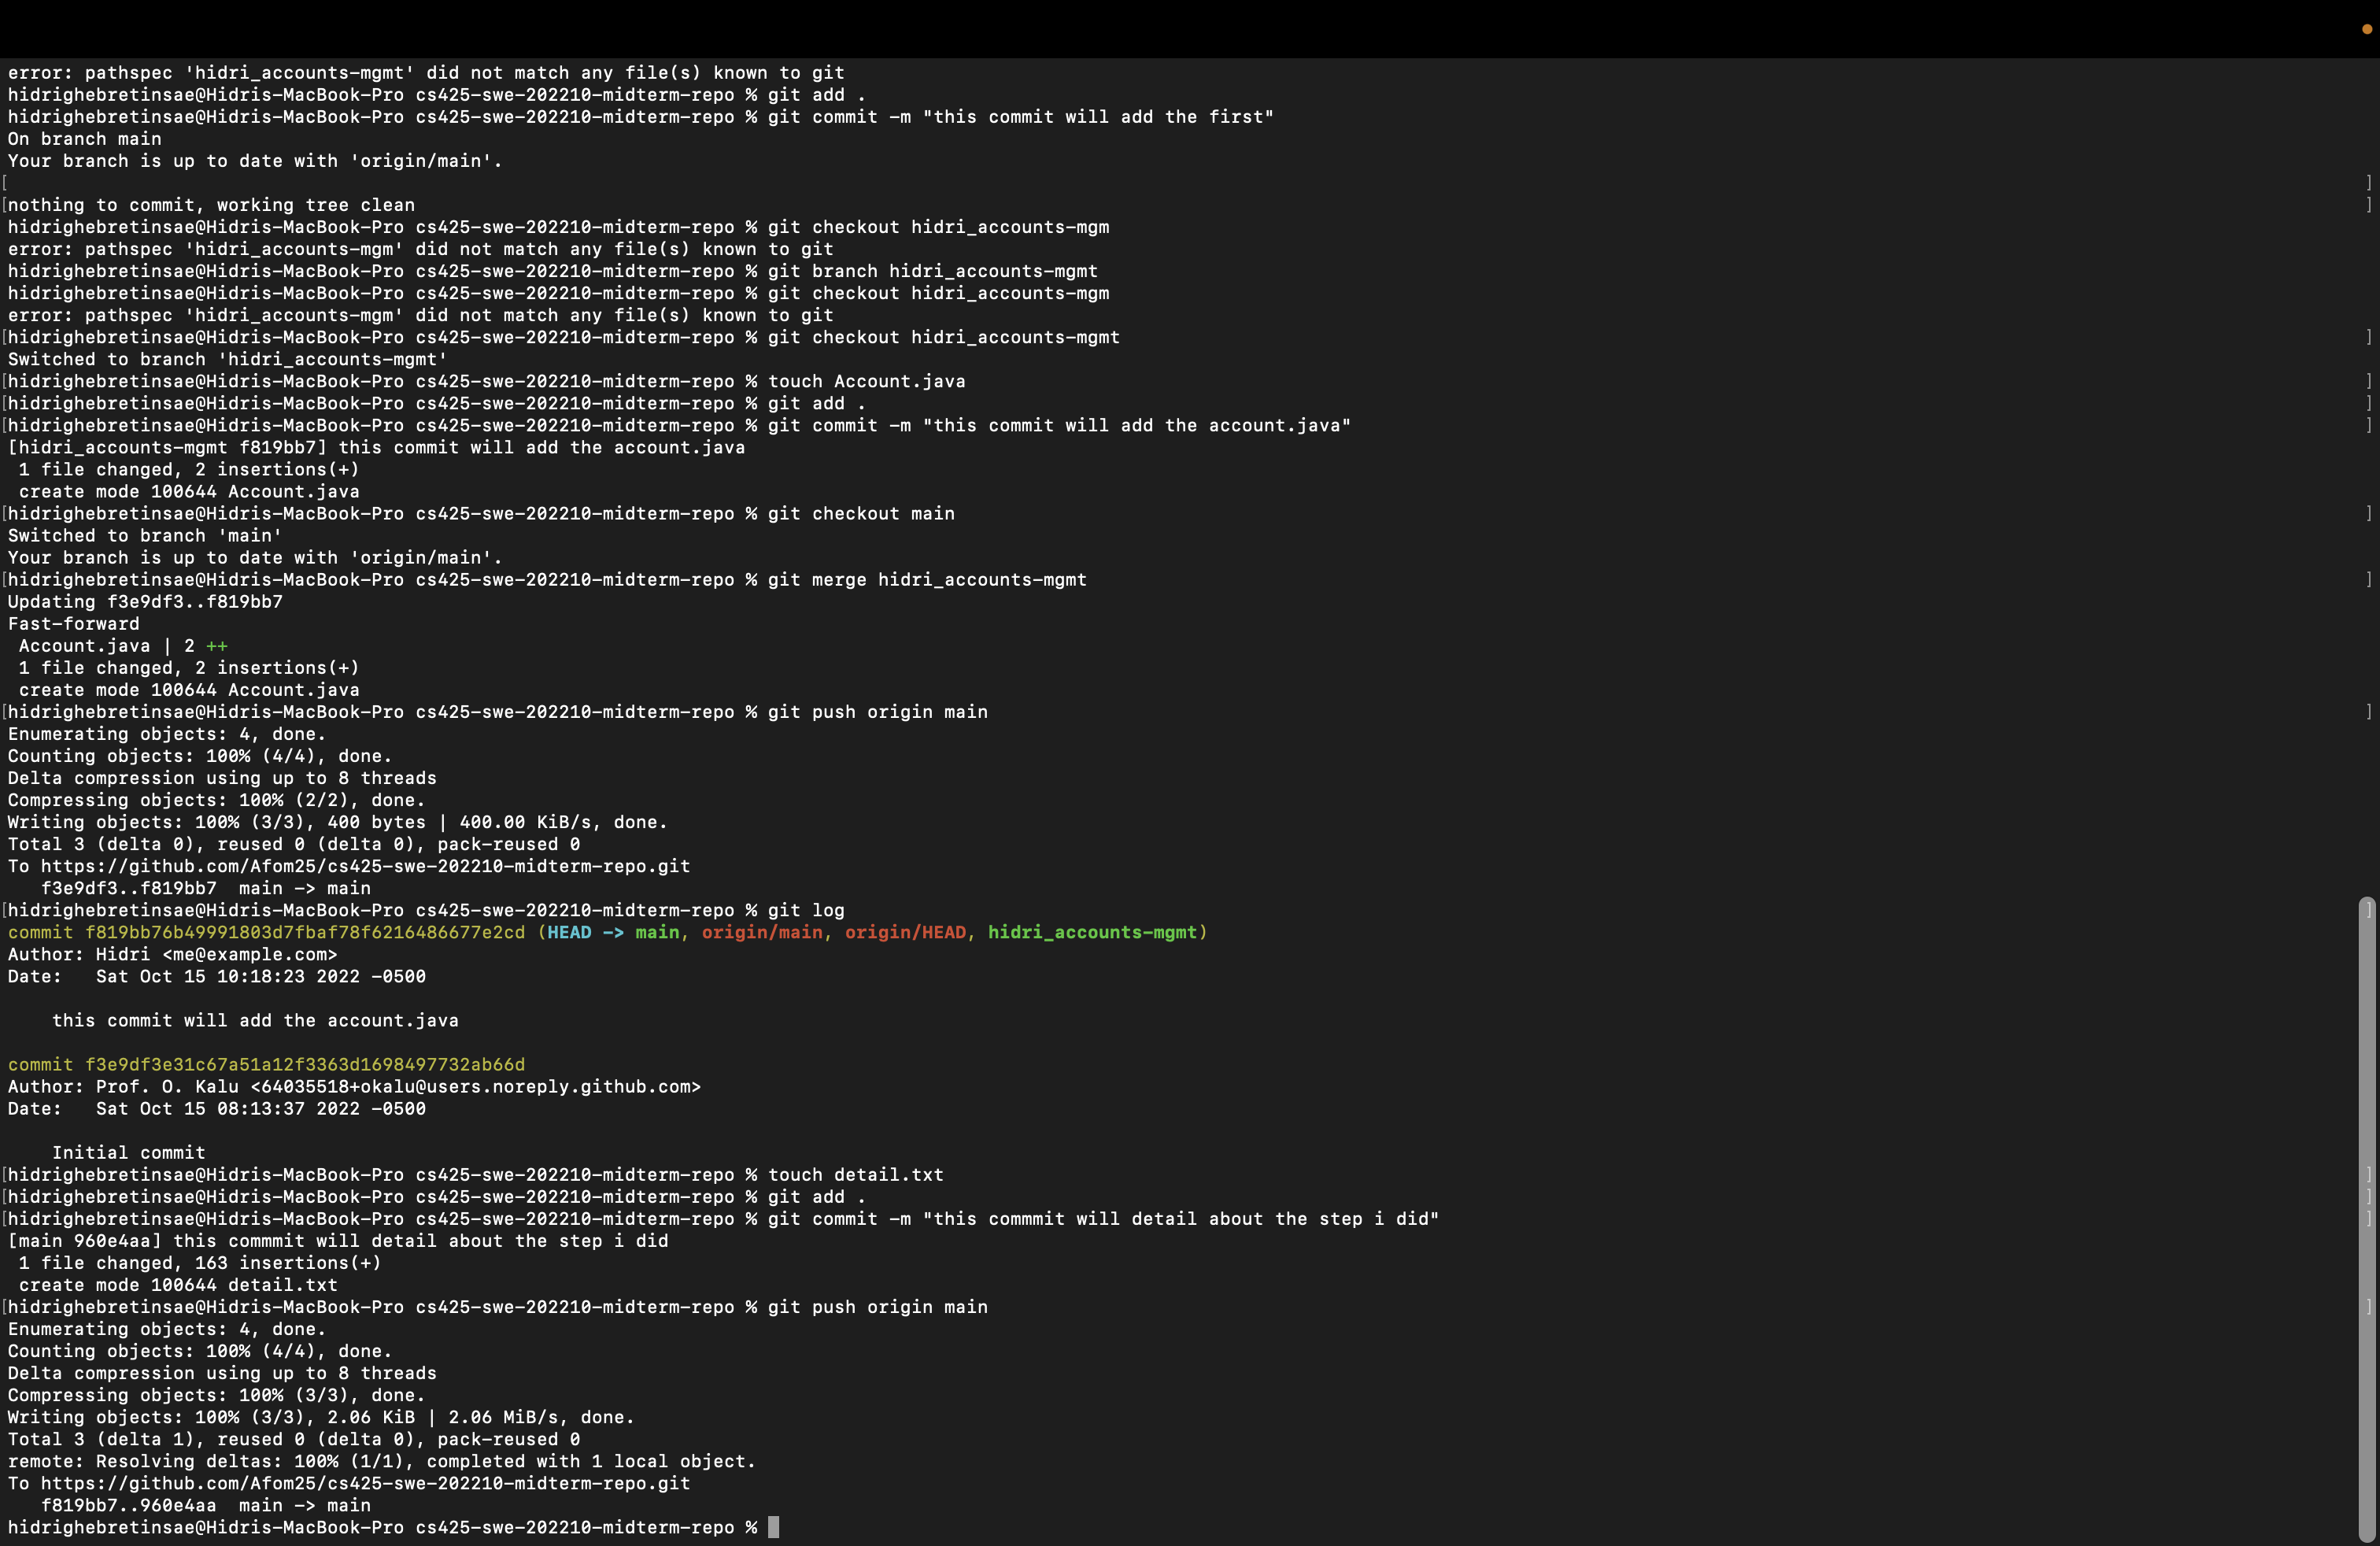 error: pathspec 'hidri_accounts-mgmt' did not match any file(s) known to git
hidrighebretinsae@Hidris-MacBook-Pro cs425-swe-202210-midterm-repo % git add .
hidrighebretinsae@Hidris-MacBook-Pro cs425-swe-202210-midterm-repo % git commit -m "this commit will add the first"
On branch main
Your branch is up to date with 'origin/main'.
[ ]
[nothing to commit, working tree clean ]
hidrighebretinsae@Hidris-MacBook-Pro cs425-swe-202210-midterm-repo % git checkout hidri_accounts-mgm
error: pathspec 'hidri_accounts-mgm' did not match any file(s) known to git
hidrighebretinsae@Hidris-MacBook-Pro cs425-swe-202210-midterm-repo % git branch hidri_accounts-mgmt
hidrighebretinsae@Hidris-MacBook-Pro cs425-swe-202210-midterm-repo % git checkout hidri_accounts-mgm
error: pathspec 'hidri_accounts-mgm' did not match any file(s) known to git
[hidrighebretinsae@Hidris-MacBook-Pro cs425-swe-202210-midterm-repo % git checkout hidri_accounts-mgmt ]
Switched to branch 'hidri_accounts-mgmt'
[hidrighebretinsae@Hidris-MacBook-Pro cs425-swe-202210-midterm-repo % touch Account.java ]
[hidrighebretinsae@Hidris-MacBook-Pro cs425-swe-202210-midterm-repo % git add . ]
[hidrighebretinsae@Hidris-MacBook-Pro cs425-swe-202210-midterm-repo % git commit -m "this commit will add the account.java" ]
[hidri_accounts-mgmt f819bb7] this commit will add the account.java
 1 file changed, 2 insertions(+)
 create mode 100644 Account.java
[hidrighebretinsae@Hidris-MacBook-Pro cs425-swe-202210-midterm-repo % git checkout main ]
Switched to branch 'main'
Your branch is up to date with 'origin/main'.
[hidrighebretinsae@Hidris-MacBook-Pro cs425-swe-202210-midterm-repo % git merge hidri_accounts-mgmt ]
Updating f3e9df3..f819bb7
Fast-forward
 Account.java | 2 ++
 1 file changed, 2 insertions(+)
 create mode 100644 Account.java
[hidrighebretinsae@Hidris-MacBook-Pro cs425-swe-202210-midterm-repo % git push origin main ]
Enumerating objects: 4, done.
Counting objects: 100% (4/4), done.
Delta compression using up to 8 threads
Compressing objects: 100% (2/2), done.
Writing objects: 100% (3/3), 400 bytes | 400.00 KiB/s, done.
Total 3 (delta 0), reused 0 (delta 0), pack-reused 0
To https://github.com/Afom25/cs425-swe-202210-midterm-repo.git
   f3e9df3..f819bb7  main -> main
[hidrighebretinsae@Hidris-MacBook-Pro cs425-swe-202210-midterm-repo % git log ]
commit f819bb76b49991803d7fbaf78f6216486677e2cd (HEAD -> main, origin/main, origin/HEAD, hidri_accounts-mgmt)
Author: Hidri <me@example.com>
Date:   Sat Oct 15 10:18:23 2022 -0500
    this commit will add the account.java
commit f3e9df3e31c67a51a12f3363d1698497732ab66d
Author: Prof. O. Kalu <64035518+okalu@users.noreply.github.com>
Date:   Sat Oct 15 08:13:37 2022 -0500
    Initial commit
[hidrighebretinsae@Hidris-MacBook-Pro cs425-swe-202210-midterm-repo % touch detail.txt ]
[hidrighebretinsae@Hidris-MacBook-Pro cs425-swe-202210-midterm-repo % git add . ]
[hidrighebretinsae@Hidris-MacBook-Pro cs425-swe-202210-midterm-repo % git commit -m "this commmit will detail about the step i did" ]
[main 960e4aa] this commmit will detail about the step i did
 1 file changed, 163 insertions(+)
 create mode 100644 detail.txt
[hidrighebretinsae@Hidris-MacBook-Pro cs425-swe-202210-midterm-repo % git push origin main ]
Enumerating objects: 4, done.
Counting objects: 100% (4/4), done.
Delta compression using up to 8 threads
Compressing objects: 100% (3/3), done.
Writing objects: 100% (3/3), 2.06 KiB | 2.06 MiB/s, done.
Total 3 (delta 1), reused 0 (delta 0), pack-reused 0
remote: Resolving deltas: 100% (1/1), completed with 1 local object.
To https://github.com/Afom25/cs425-swe-202210-midterm-repo.git
   f819bb7..960e4aa  main -> main
hidrighebretinsae@Hidris-MacBook-Pro cs425-swe-202210-midterm-repo %